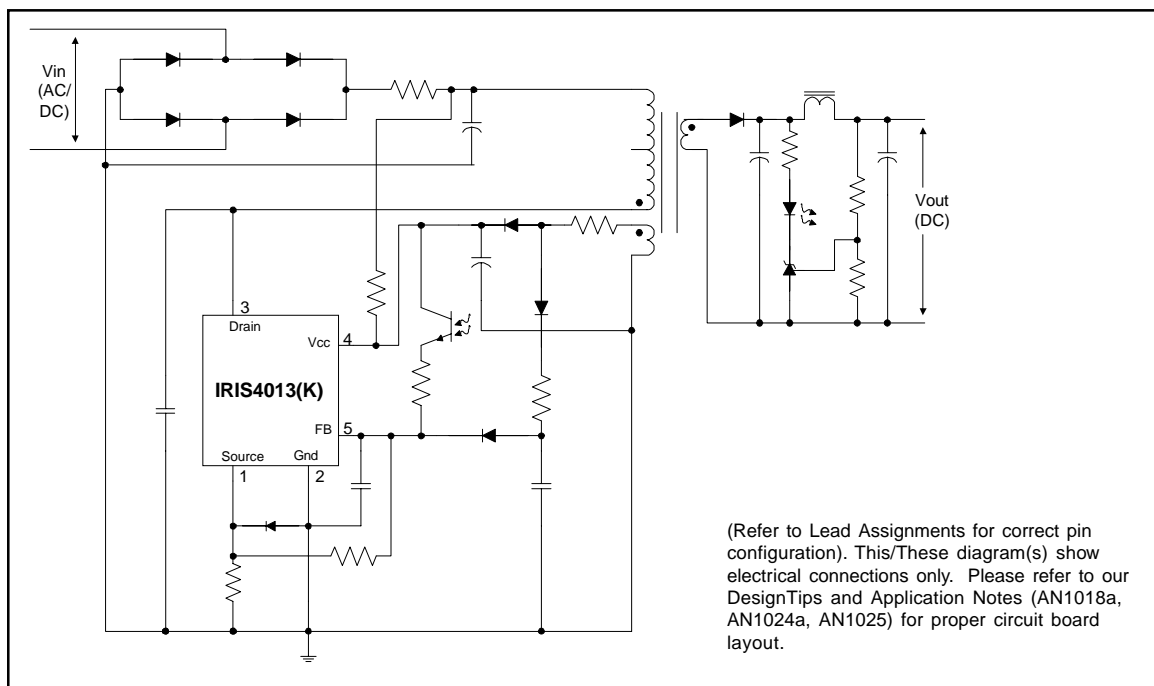 Vin
(AC/
DC)
Vout
(DC)
3
Drain
Vcc
4
IRIS4013(K)
FB
5
Source
Gnd
1
2
(Refer to Lead Assignments for correct pin
configuration). This/These diagram(s) show
electrical connections only. Please refer to our
DesignTips and Application Notes (AN1018a,
AN1024a, AN1025) for proper circuit board
layout.